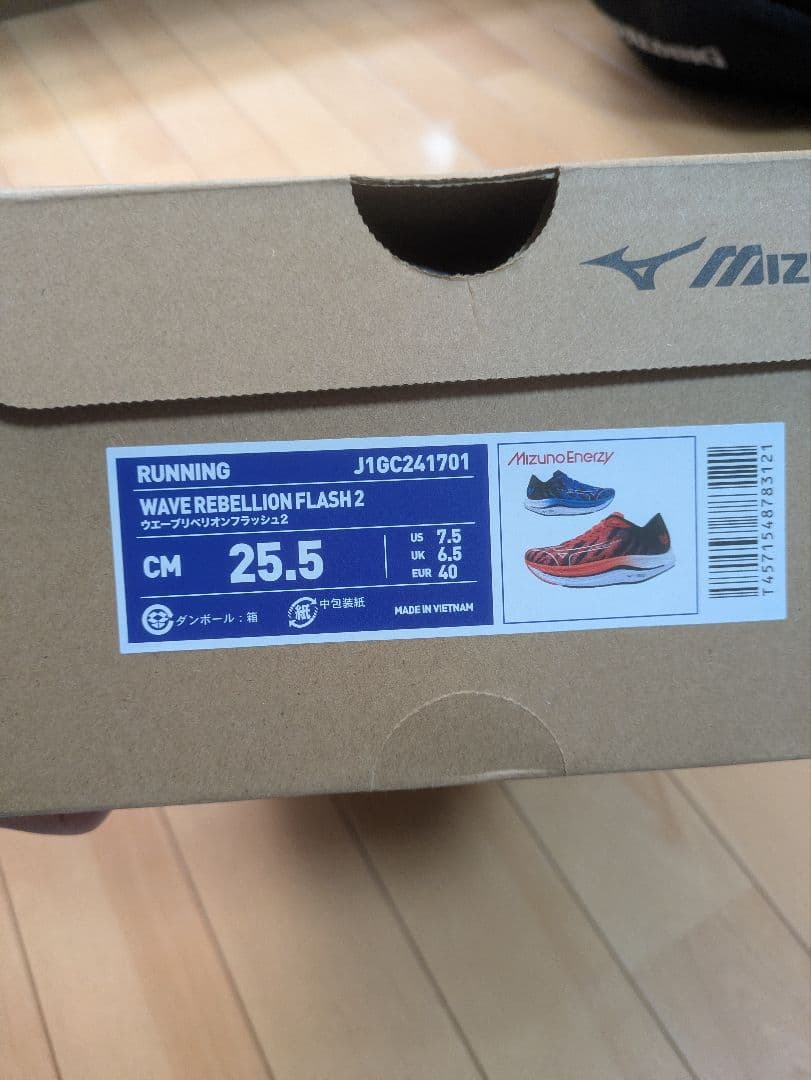 MIZ
RUNNING
J1GC241701
WAVE REBELLION FLASH 2
ウエーブリベリオンフラッシュ2
CM 25.5
US 7.5
UK 6.5
EUR 40
ダンボール：箱
紙 中包装紙
MADE IN VIETNAM
MizunoEnerzy
T4571548783121